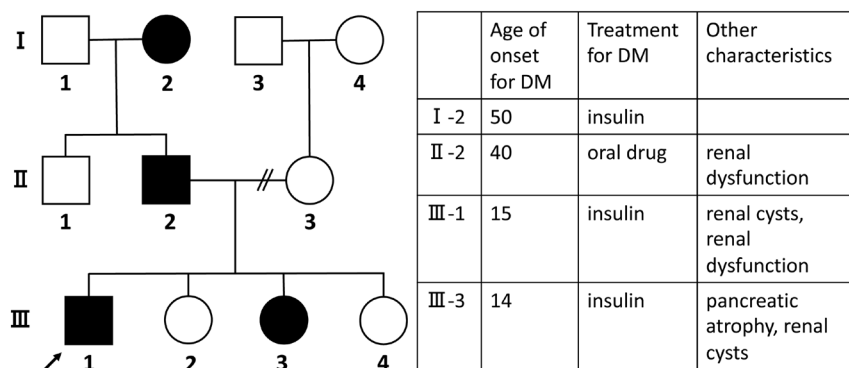 I
1
2
3
4
II
1
2
3
III
1
2
3
4
Age of
onset
for DM
Treatment
for DM
Other
characteristics
Ⅰ-2
50
insulin
Ⅱ-2
40
oral drug
renal
dysfunction
Ⅲ-1
15
insulin
renal cysts,
renal
dysfunction
Ⅲ-3
14
insulin
pancreatic
atrophy, renal
cysts